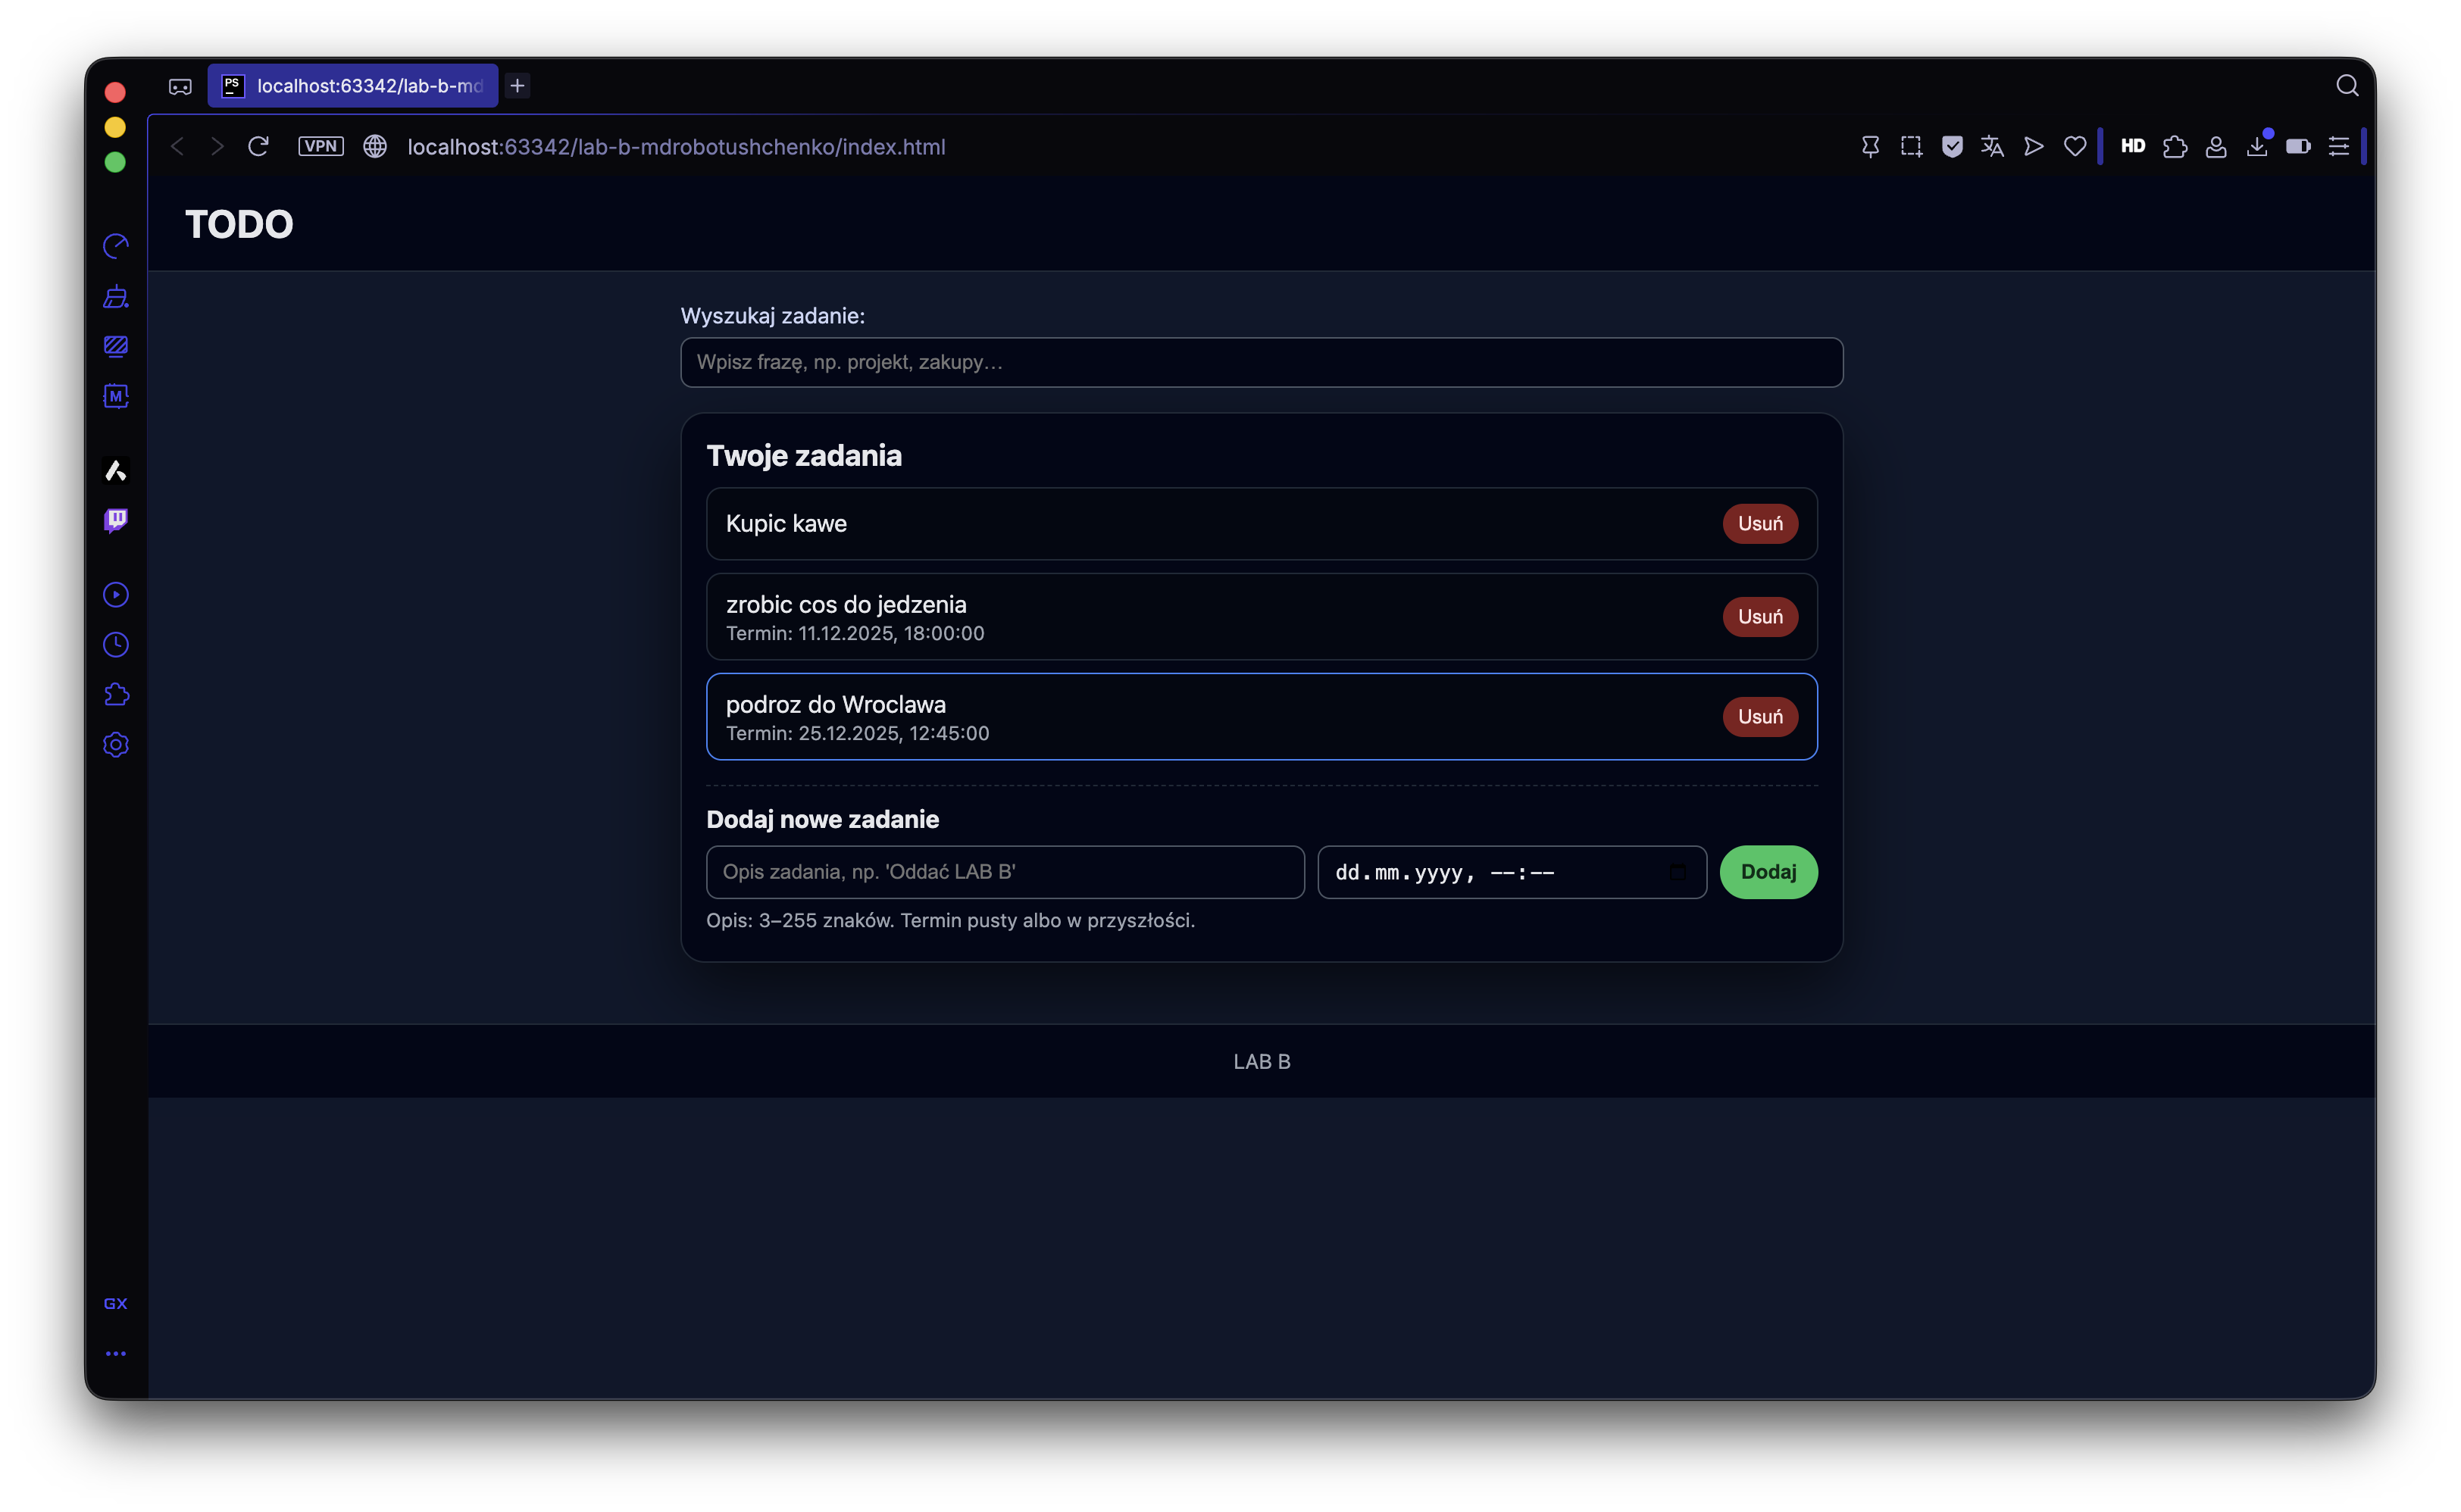 PS
localhost:63342/lab-b-md
VPN
localhost:63342/lab-b-mdrobotushchenko/index.html
HD
TODO
M
Wyszukaj zadanie:
Wpisz frazę, np. projekt, zakupy…
Twoje zadania
Kupic kawe
Usuń
zrobic cos do jedzenia
Termin: 11.12.2025, 18:00:00
Usuń
podroz do Wroclawa
Termin: 25.12.2025, 12:45:00
Usuń
Dodaj nowe zadanie
Opis zadania, np. 'Oddać LAB B'
dd.mm.yyyy, --:--
Dodaj
Opis: 3–255 znaków. Termin pusty albo w przyszłości.
LAB B
GX